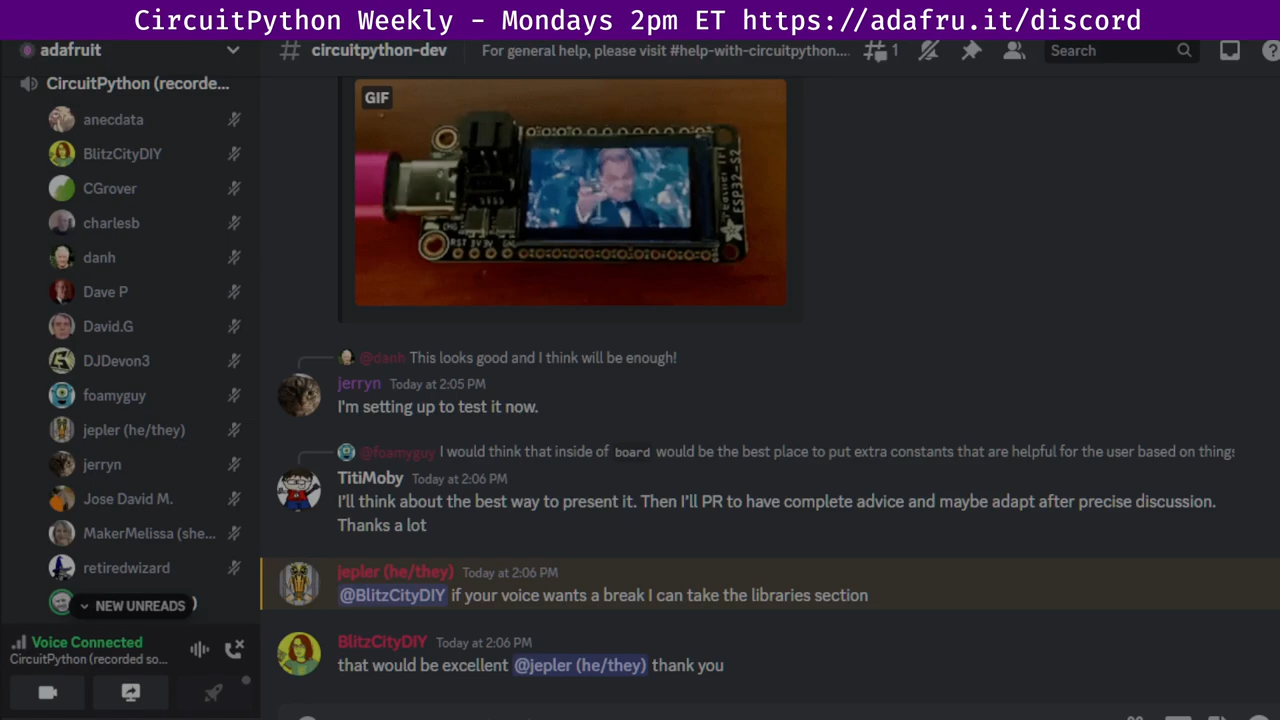 CircuitPython Weekly - Mondays 2pm ET https://adafru.it/discord
adafruit
# circuitpython-dev
For general help, please visit #help-with-circuitpython....
1
Search
CircuitPython (recorde...
anecdata
BlitzCityDIY
CGrover
charlesb
danh
Dave P
David.G
DJDevon3
foamyguy
jepler (he/they)
jerryn
Jose David M.
MakerMelissa (she...
retiredwizard
NEW UNREADS
Voice Connected
CircuitPython (recorded so...
GIF
ESP32-S2
RST
@danh This looks good and I think will be enough!
jerryn Today at 2:05 PM
I'm setting up to test it now.
@foamyguy I would think that inside of board would be the best place to put extra constants that are helpful for the user based on things
TitiMoby Today at 2:06 PM
I'll think about the best way to present it. Then I'll PR to have complete advice and maybe adapt after precise discussion.
Thanks a lot
jepler (he/they) Today at 2:06 PM
@BlitzCityDIY if your voice wants a break I can take the libraries section
BlitzCityDIY Today at 2:06 PM
that would be excellent @jepler (he/they) thank you